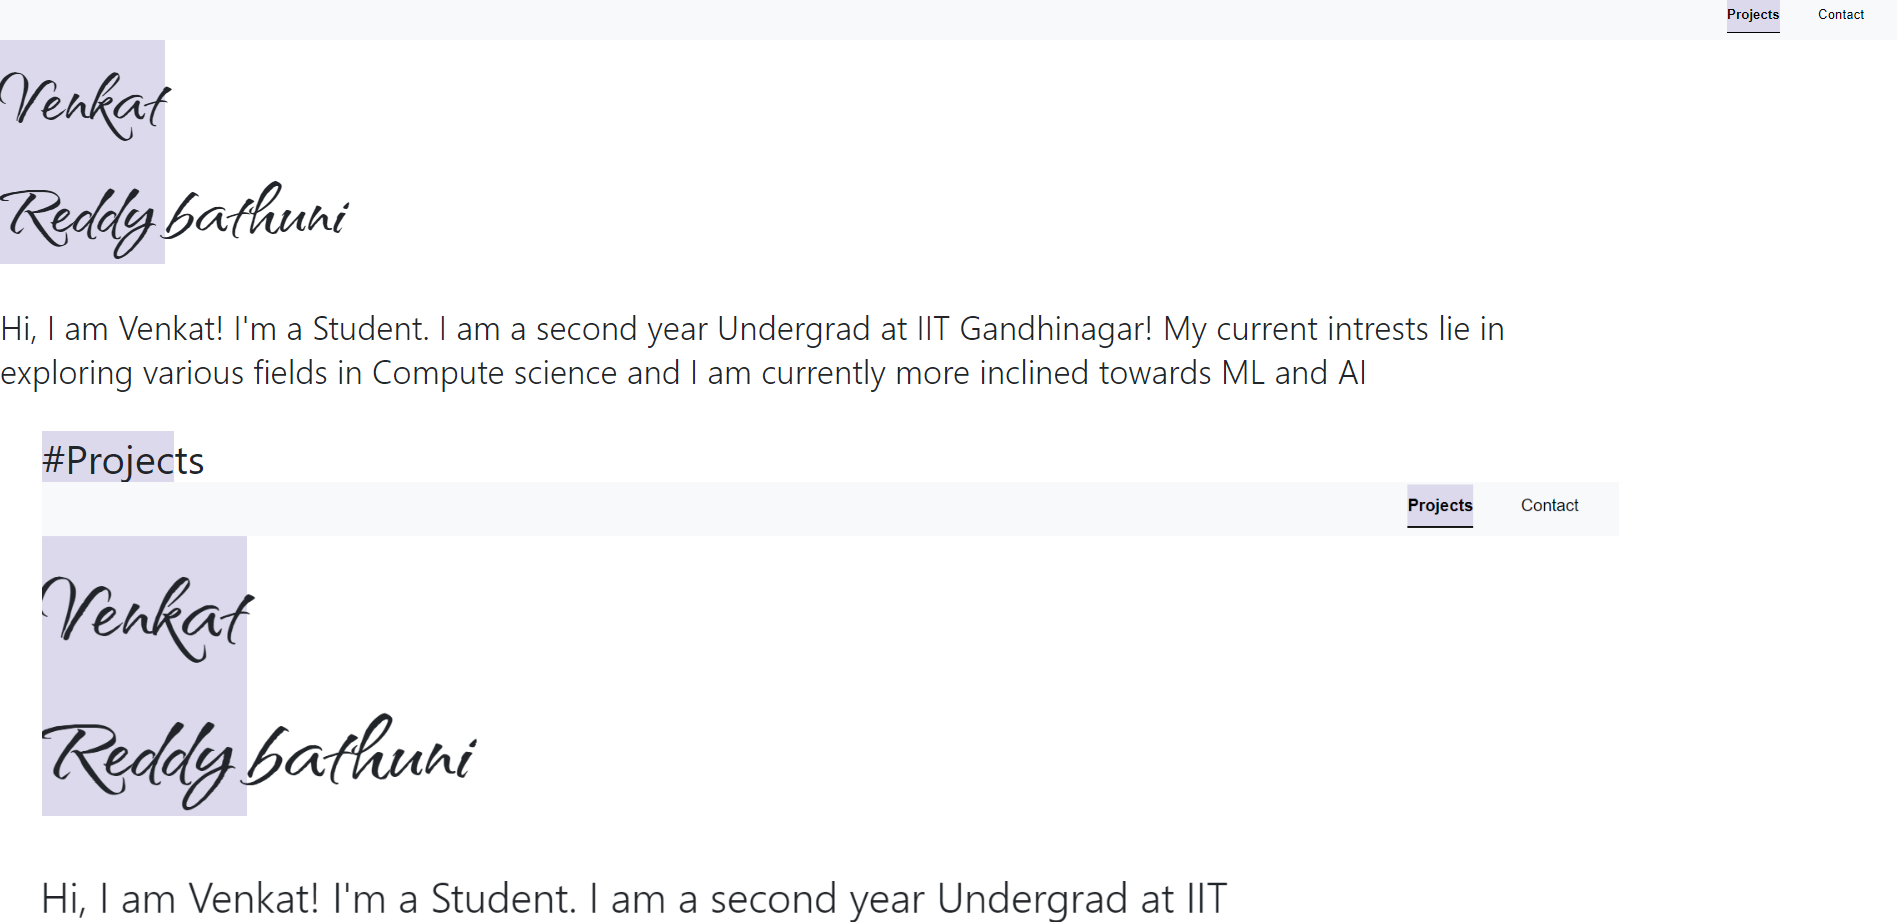 Projects Contact
Venkat
Reddy bathuni
Hi, I am Venkat! I'm a Student. I am a second year Undergrad at IIT Gandhinagar! My current intrests lie in
exploring various fields in Compute science and I am currently more inclined towards ML and AI
#Projects
Projects Contact
Venkat
Reddy bathuni
Hi, I am Venkat! I'm a Student. I am a second year Undergrad at IIT